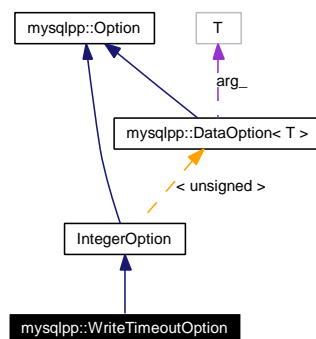 mysqlpp::Option
T
arg_
mysqlpp::DataOption< T >
< unsigned >
IntegerOption
mysqlpp::WriteTimeoutOption